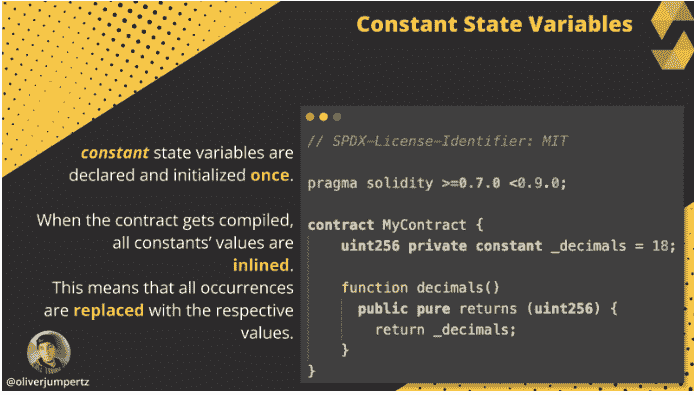 Constant State Variables
constant state variables are
declared and initialized once.
When the contract gets compiled,
all constants' values are
inlined.
This means that all occurrences
are replaced with the respective
values.
@oliverjumpertz
// SPDX-License-Identifier: MIT
pragma solidity >=0.7.0 <0.9.0;
contract MyContract {
uint256 private constant _decimals = 18;
function decimals()
public pure returns (uint256) {
return _decimals;
}
}